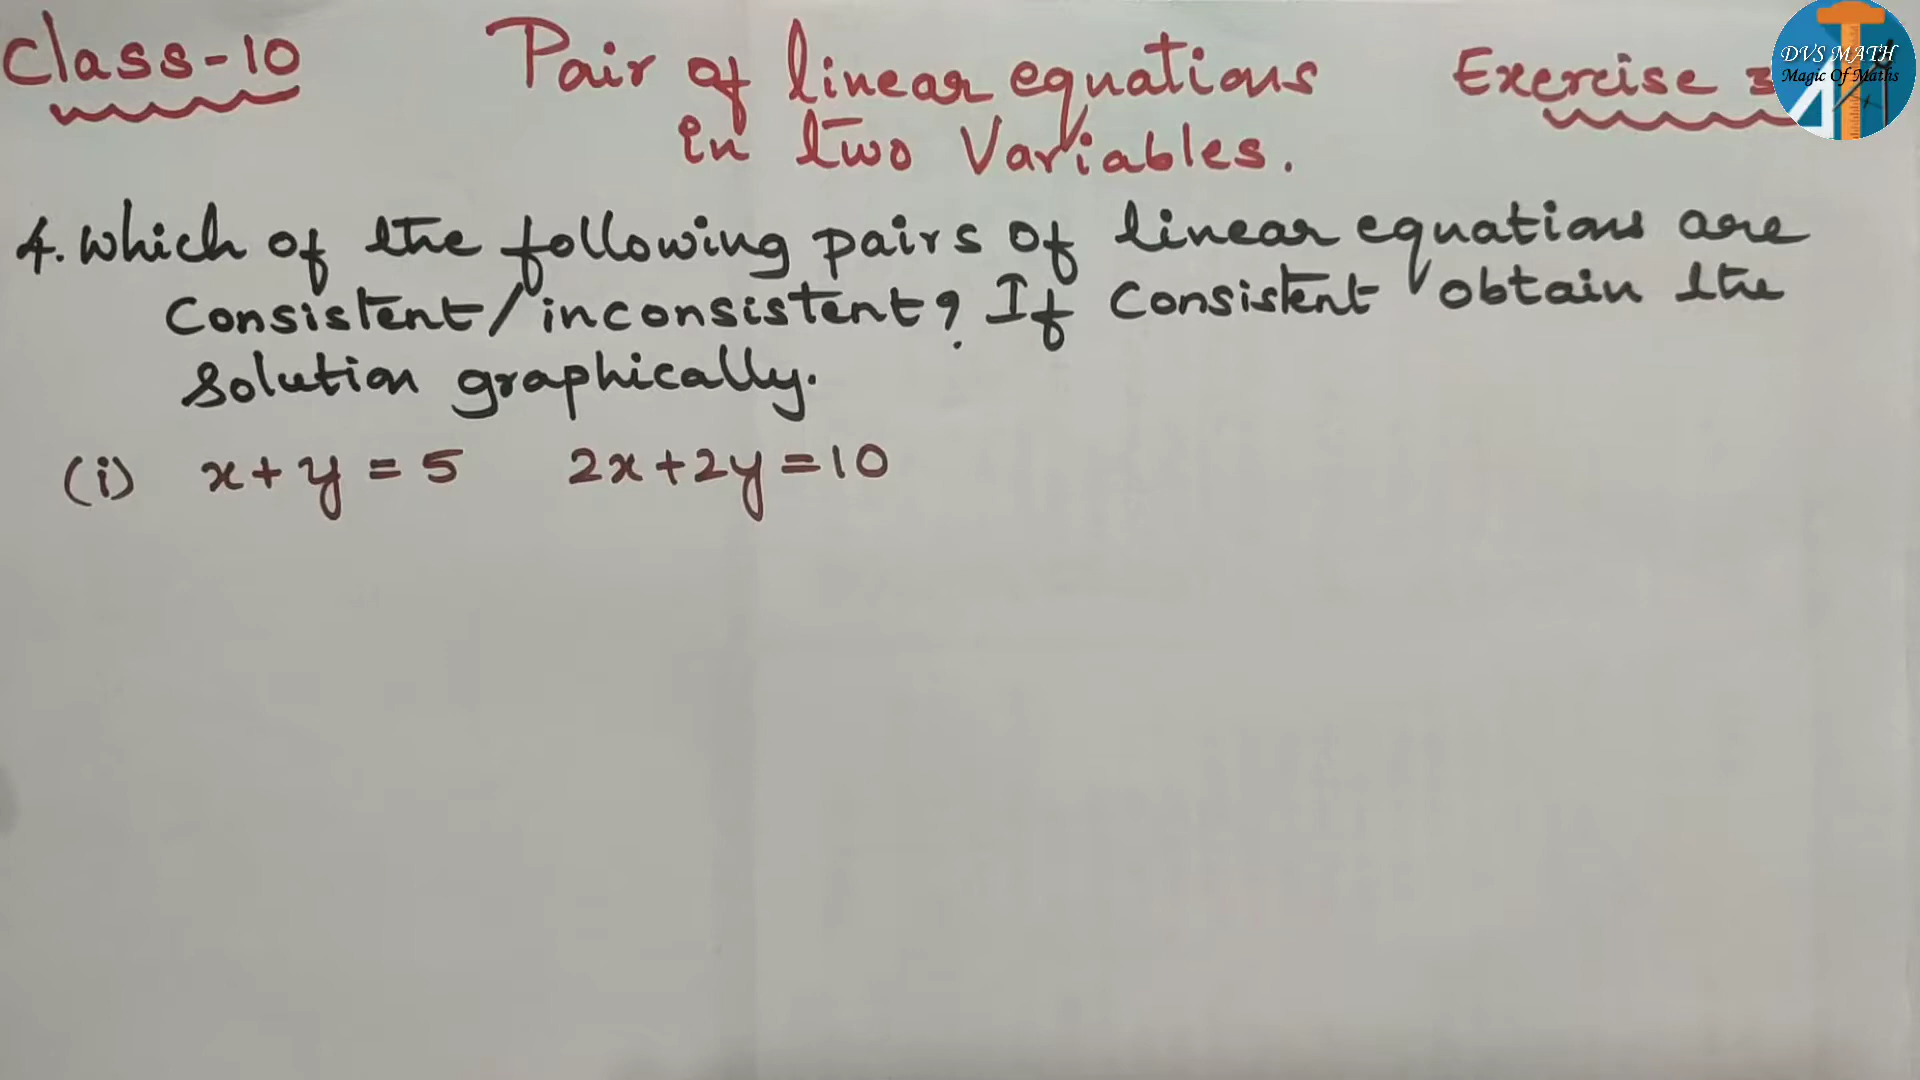 Class-10 Pair of linear equations Exercise 3
in two Variables.
DVS MATH
Magic Of Maths
4. Which of the following pairs of linear equations are
Consistent/inconsistent? If Consistent obtain the
Solution graphically.
(i) x+y=5 2x+2y=10